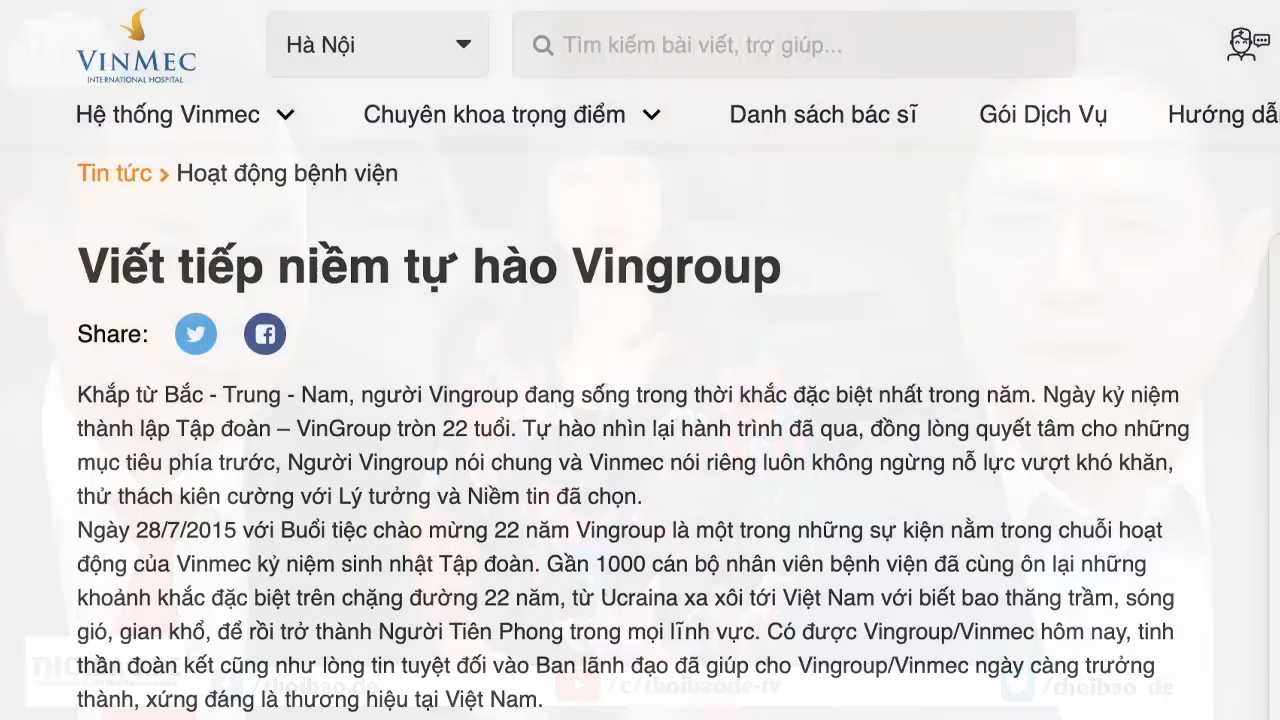 VINMEC
INTERNATIONAL HOSPITAL
Hà Nội
Tìm kiếm bài viết, trợ giúp...
Hệ thống Vinmec
Chuyên khoa trọng điểm
Danh sách bác sĩ
Gói Dịch Vụ
Hướng dẫ
Tin tức > Hoạt động bệnh viện
Viết tiếp niềm tự hào Vingroup
Share:
Khắp từ Bắc - Trung - Nam, người Vingroup đang sống trong thời khắc đặc biệt nhất trong năm. Ngày kỷ niệm
thành lập Tập đoàn – VinGroup tròn 22 tuổi. Tự hào nhìn lại hành trình đã qua, đồng lòng quyết tâm cho những
mục tiêu phía trước, Người Vingroup nói chung và Vinmec nói riêng luôn không ngừng nỗ lực vượt khó khăn,
thử thách kiên cường với Lý tưởng và Niềm tin đã chọn.
Ngày 28/7/2015 với Buổi tiệc chào mừng 22 năm Vingroup là một trong những sự kiện nằm trong chuỗi hoạt
động của Vinmec kỷ niệm sinh nhật Tập đoàn. Gần 1000 cán bộ nhân viên bệnh viện đã cùng ôn lại những
khoảnh khắc đặc biệt trên chặng đường 22 năm, từ Ucraina xa xôi tới Việt Nam với biết bao thăng trầm, sóng
gió, gian khổ, để rồi trở thành Người Tiên Phong trong mọi lĩnh vực. Có được Vingroup/Vinmec hôm nay, tinh
thần đoàn kết cũng như lòng tin tuyệt đối vào Ban lãnh đạo đã giúp cho Vingroup/Vinmec ngày càng trưởng
thành, xứng đáng là thương hiệu tại Việt Nam.
/thoibao.de
/c/thoibaode-tv
/thoibao_de